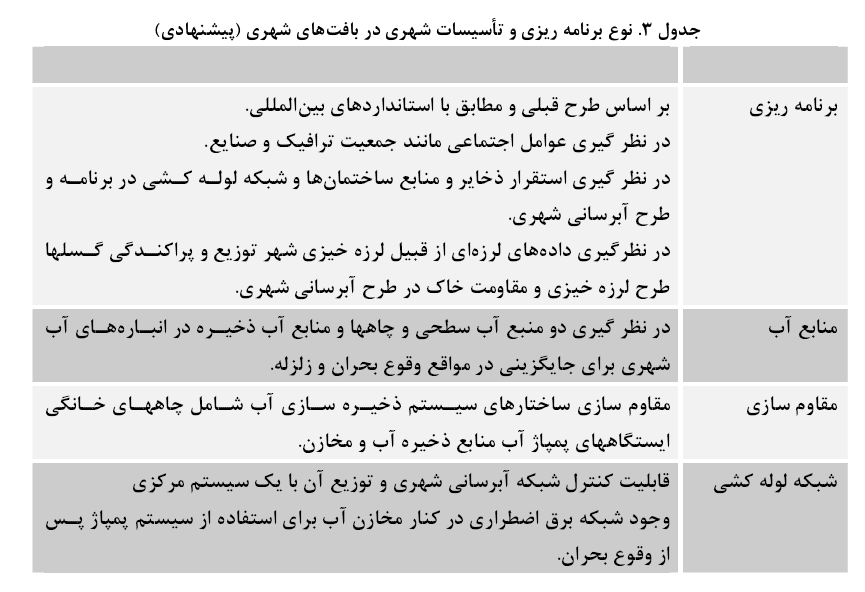 جدول ۳. نوع برنامه ریزی و تأسیسات شهری در بافت‌های شهری (پیشنهادی)
برنامه ریزی
بر اساس طرح قبلی و مطابق با استانداردهای بین‌المللی.
در نظر گیری عوامل اجتماعی مانند جمعیت ترافیک و صنایع.
در نظر گیری استقرار ذخایر و منابع ساختمان‌ها و شبکه لوله کشی در برنامه و
طرح آبرسانی شهری.
در نظرگیری داده‌های لرزه‌ای از قبیل لرزه خیزی شهر توزیع و پراکندگی گسلها
طرح لرزه خیزی و مقاومت خاک در طرح آبرسانی شهری.
منابع آب
در نظر گیری دو منبع آب سطحی و چاهها و منابع آب ذخیره در انباره‌های آب
شهری برای جایگزینی در مواقع وقوع بحران و زلزله.
مقاوم سازی
مقاوم سازی ساختارهای سیستم ذخیره سازی آب شامل چاههای خانگی
ایستگاههای پمپاژ آب منابع ذخیره آب و مخازن.
شبکه لوله کشی
قابلیت کنترل شبکه آبرسانی شهری و توزیع آن با یک سیستم مرکزی
وجود شبکه برق اضطراری در کنار مخازن آب برای استفاده از سیستم پمپاژ پس
از وقوع بحران.